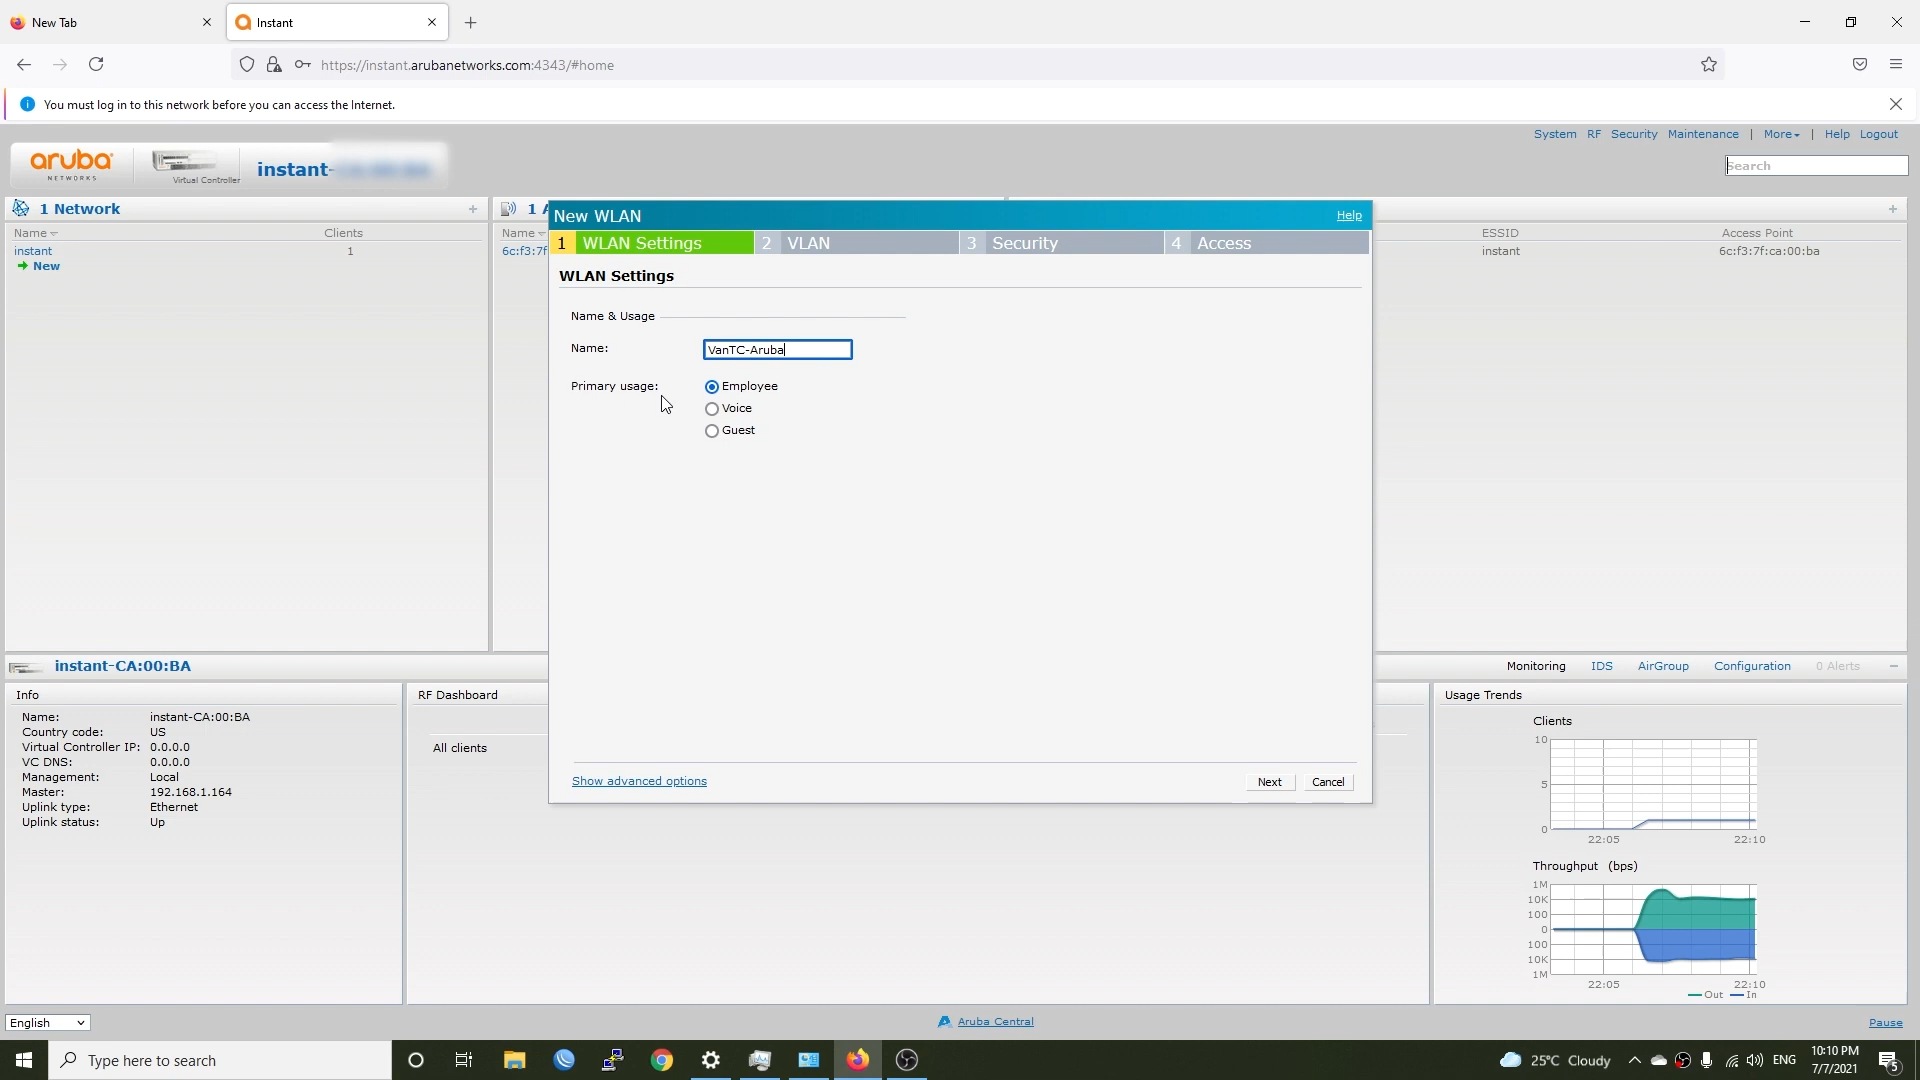 New Tab
Instant
https://instant.arubanetworks.com:4343/#home
You must log in to this network before you can access the Internet.
System RF Security Maintenance | More | Help Logout
aruba
NETWORKS
Virtual Controller
instant-
Search
1 Network +
Name Clients
instant 1
New
1 A
Name
6c:f3:7f
+
ESSID Access Point
instant 6c:f3:7f:ca:00:ba
New WLAN Help
1 WLAN Settings 2 VLAN 3 Security 4 Access
WLAN Settings
Name & Usage
Name: VanTC-Aruba
Primary usage: Employee
Voice
Guest
Show advanced options Next Cancel
instant-CA:00:BA
Monitoring IDS AirGroup Configuration 0 Alerts
Info
Name: instant-CA:00:BA
Country code: US
Virtual Controller IP: 0.0.0.0
VC DNS: 0.0.0.0
Management: Local
Master: 192.168.1.164
Uplink type: Ethernet
Uplink status: Up
RF Dashboard
All clients
Usage Trends
Clients
10
5
0
22:05 22:10
Throughput (bps)
1M
10K
100
0
100
10K
1M
22:05 22:10
Out In
English
Aruba Central
Pause
Type here to search
25°C Cloudy
ENG
10:10 PM
7/7/2021
5